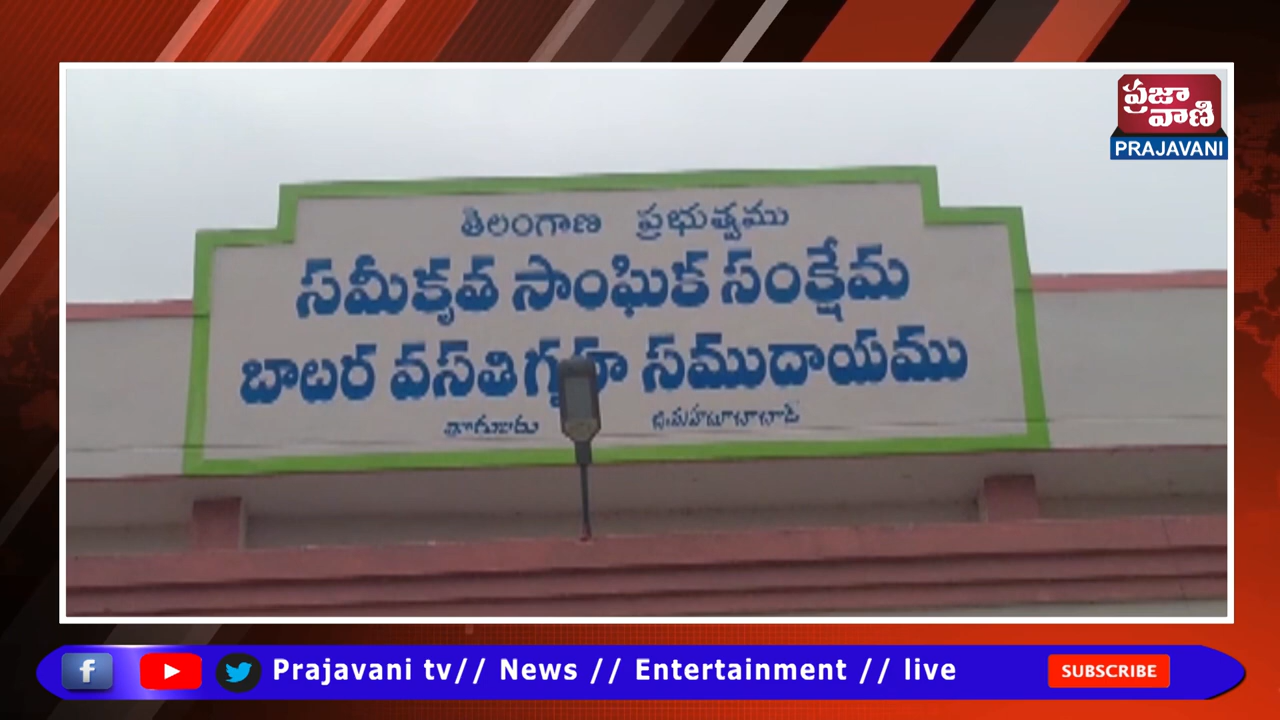 ప్రజా
వాణి
PRAJAVANI
తెలంగాణ ప్రభుత్వము
సమీకృత సాంఘిక సంక్షేమ
బాలుర వసతి గృహ సముదాయము
Prajavani tv// News // Entertainment // live
SUBSCRIBE